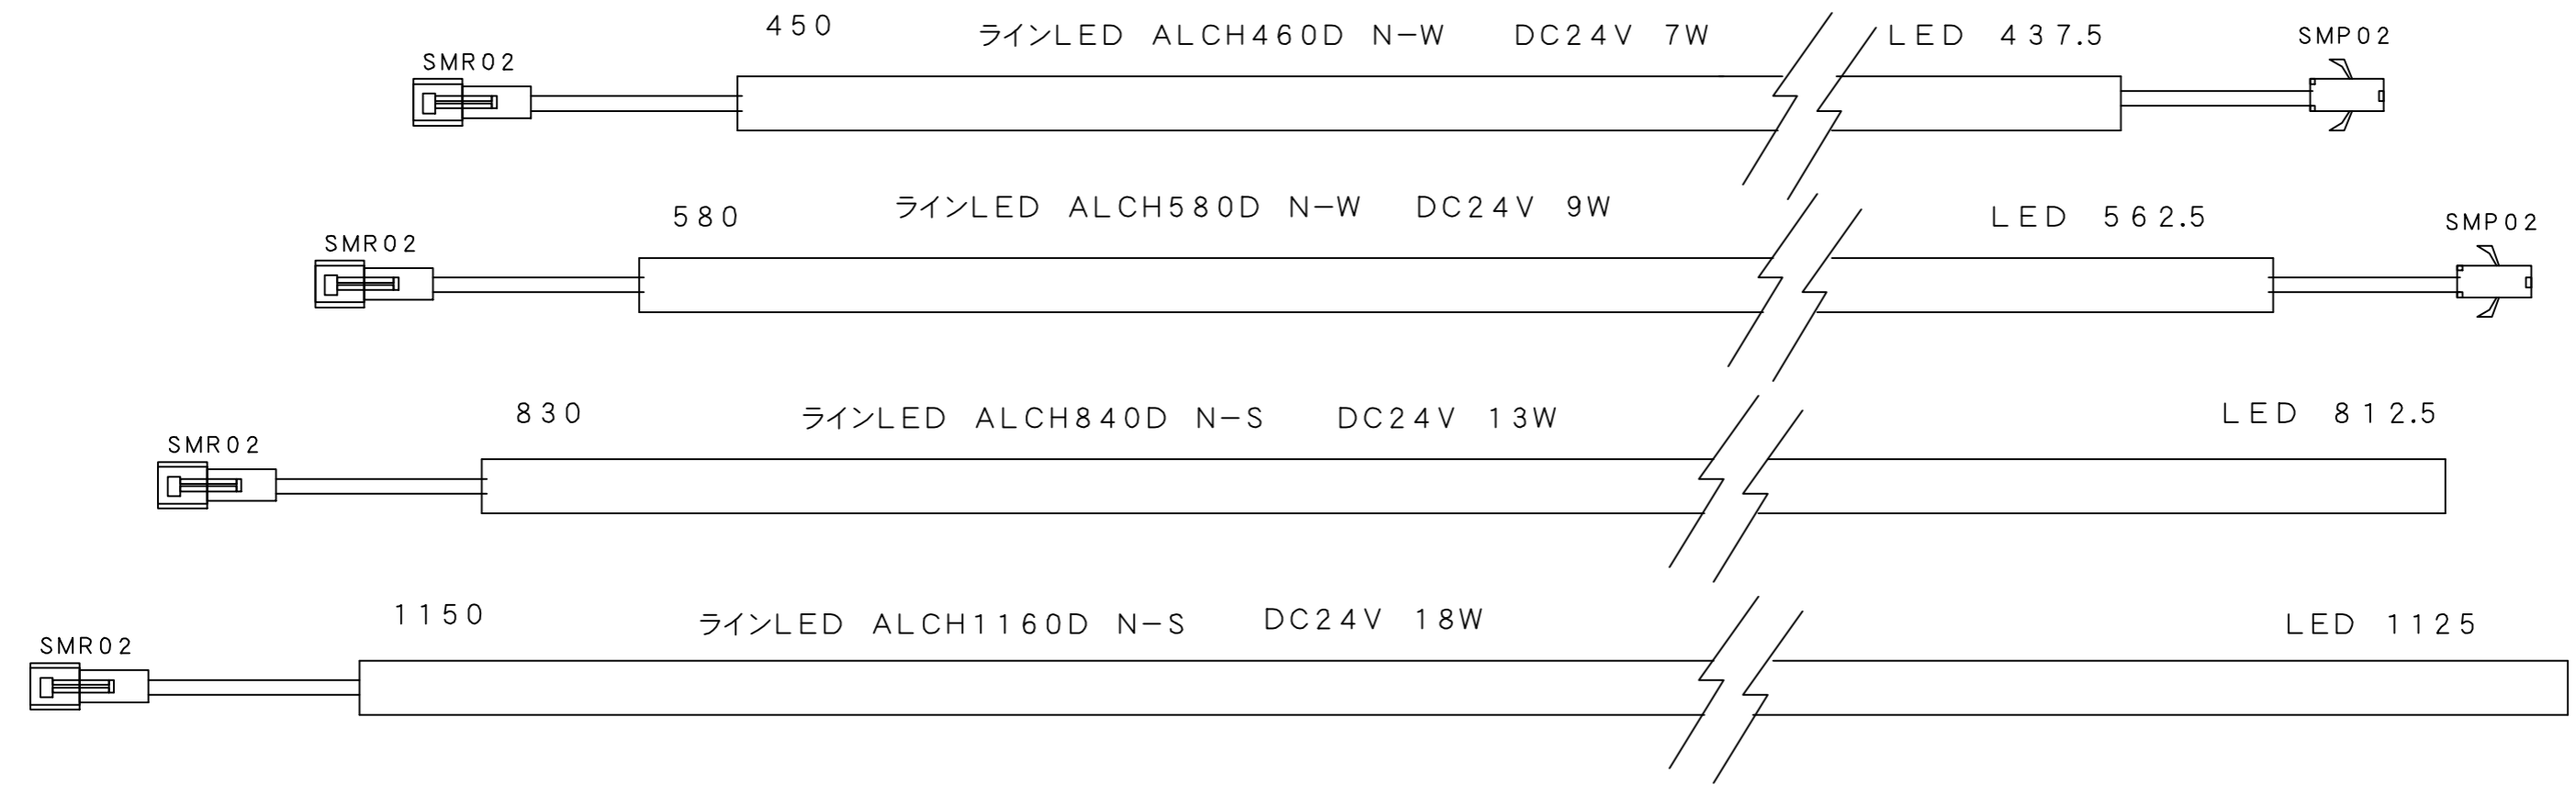 450 ラインLED ALCH460D N-W DC24V 7W LED 437.5 SMP02
SMR02
580 ラインLED ALCH580D N-W DC24V 9W LED 562.5 SMP02
SMR02
830 ラインLED ALCH840D N-S DC24V 13W LED 812.5
SMR02
1150 ラインLED ALCH1160D N-S DC24V 18W LED 1125
SMR02